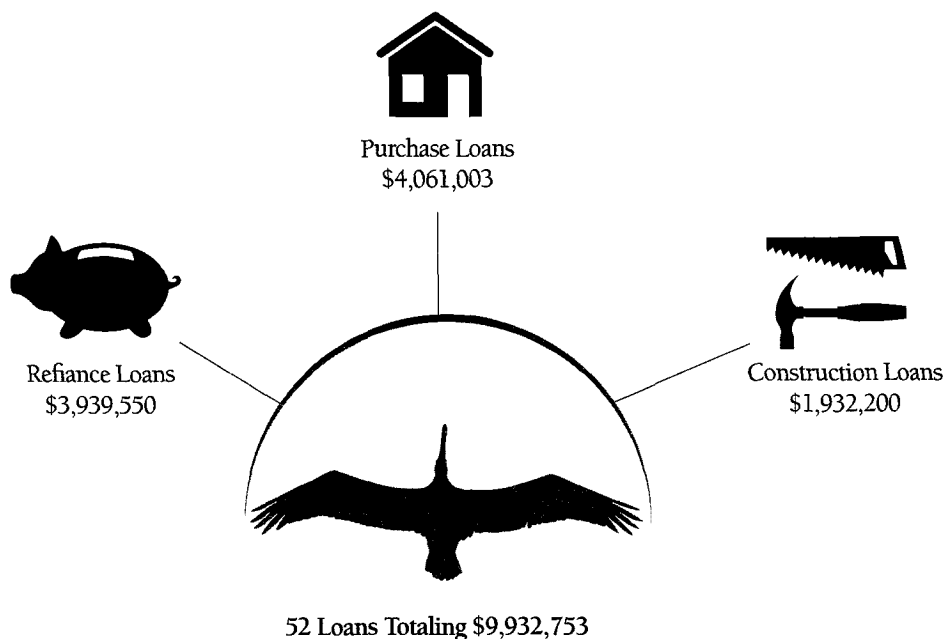 Purchase Loans
$4,061,003
Refiance Loans
$3,939,550
Construction Loans
$1,932,200
52 Loans Totaling $9,932,753